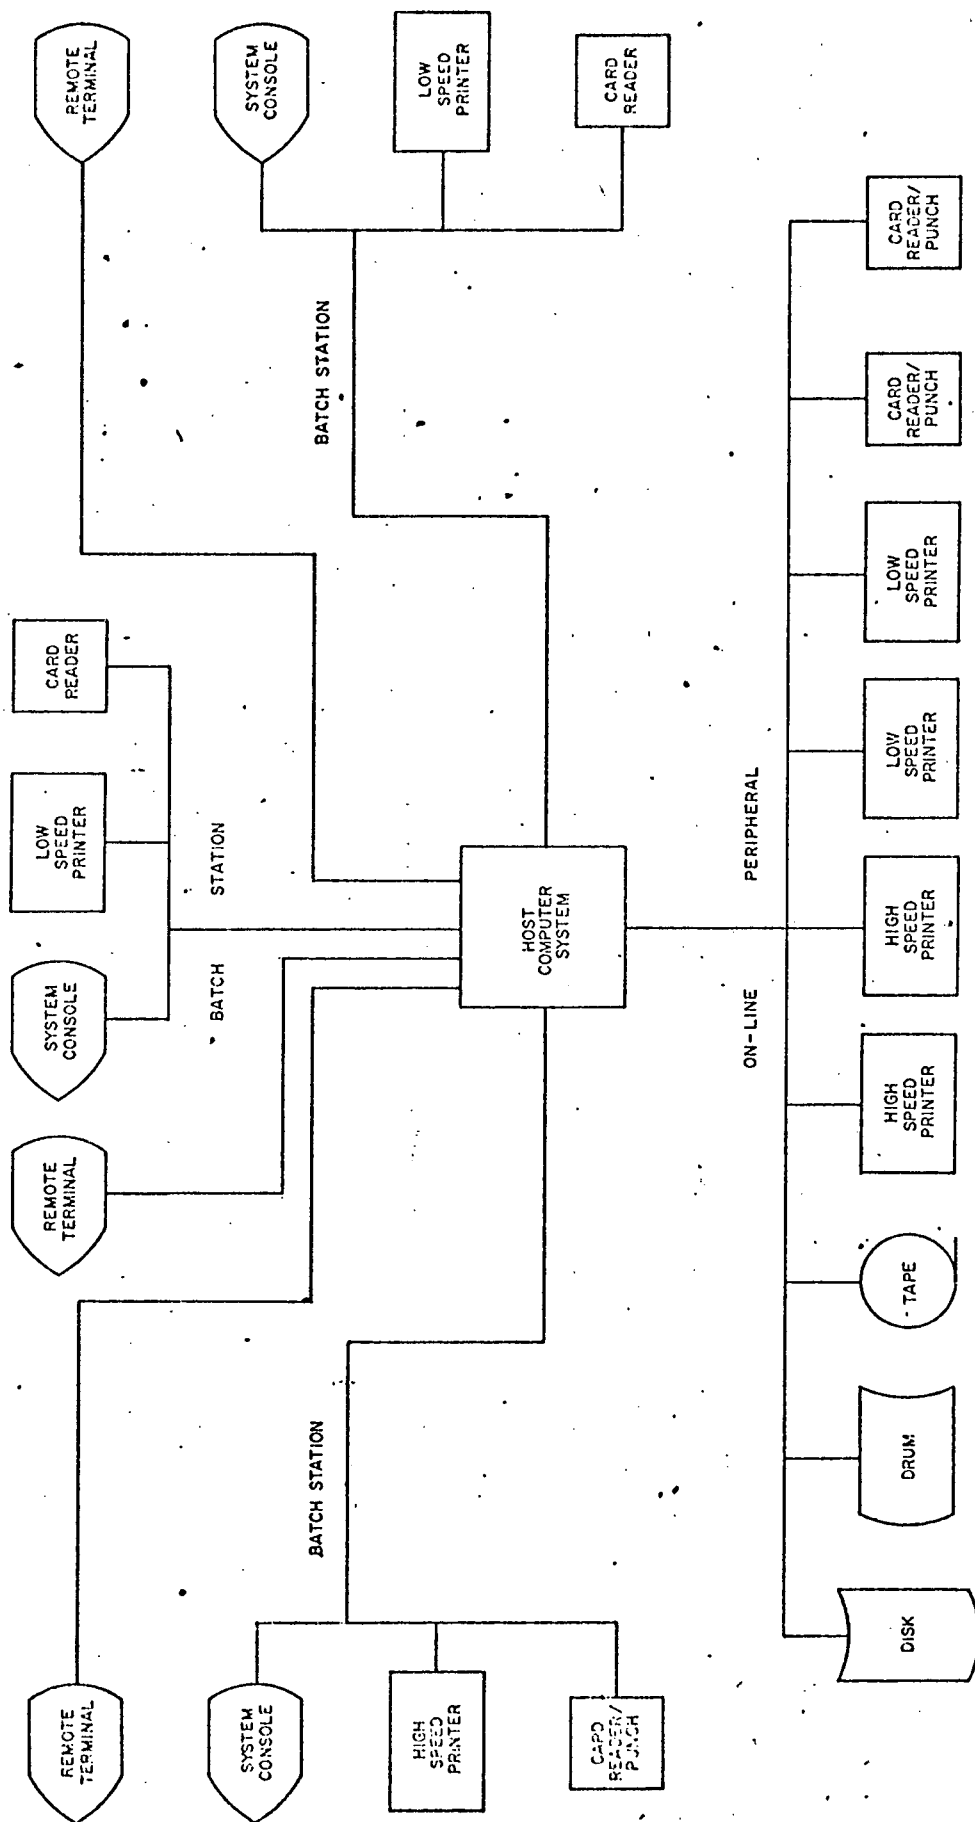 REMOTE
TERMINAL
REMOTE
TERMINAL
SYSTEM
CONSOLE
LOW
SPEED
PRINTER
CARD
READER
REMOTE
TERMINAL
BATCH STATION
SYSTEM
CONSOLE
SYSTEM
CONSOLE
BATCH STATION
BATCH STATION
HIGH
SPEED
PRINTER
LOW
SPEED
PRINTER
HOST
COMPUTER
SYSTEM
CARD
READER/
PUNCH
CARD
READER
ON-LINE PERIPHERAL
DISK
DRUM
TAPE
HIGH
SPEED
PRINTER
HIGH
SPEED
PRINTER
LOW
SPEED
PRINTER
LOW
SPEED
PRINTER
CARD
READER/
PUNCH
CARD
READER/
PUNCH